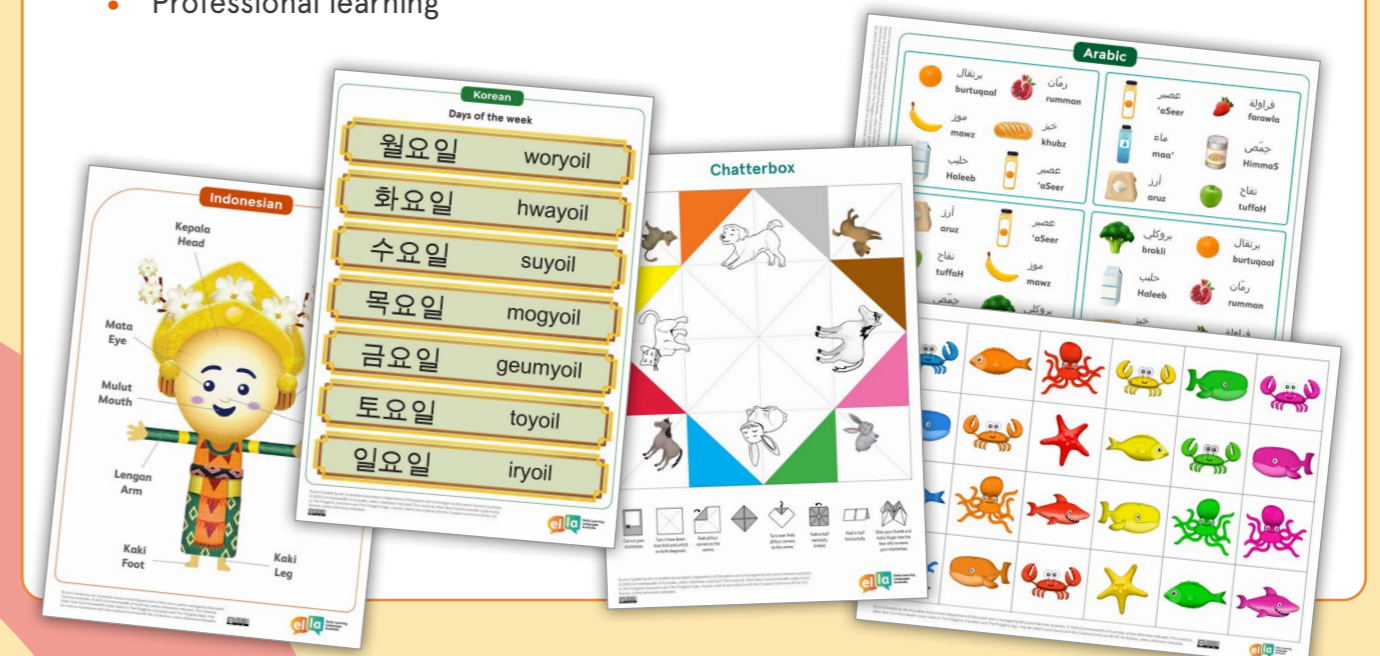 • Professional learning
Indonesian
Kepala
Head
Mata
Eye
Mulut
Mouth
Lengan
Arm
Kaki
Foot
Kaki
Leg
ella
Korean
Days of the week
월요일 woryoil
화요일 hwayoil
수요일 suyoil
목요일 mogyoil
금요일 geumyoil
토요일 toyoil
일요일 iryoil
ella
Chatterbox
ella
Arabic
برتقال
burtuqaal
رمّان
rumman
موز
mawz
خبز
khubz
حليب
Haleeb
عصير
'aSeer
عصير
'aSeer
فراولة
farawla
ماء
maa'
حمّص
HimmaS
أرز
aruz
تفاح
tuffaH
أرز
aruz
عصير
'aSeer
تفاح
tuffaH
موز
mawz
حمّص
بروكلي
بروكلي
brokli
برتقال
burtuqaal
حليب
Haleeb
رمّان
rumman
خبز
فراولة
ella